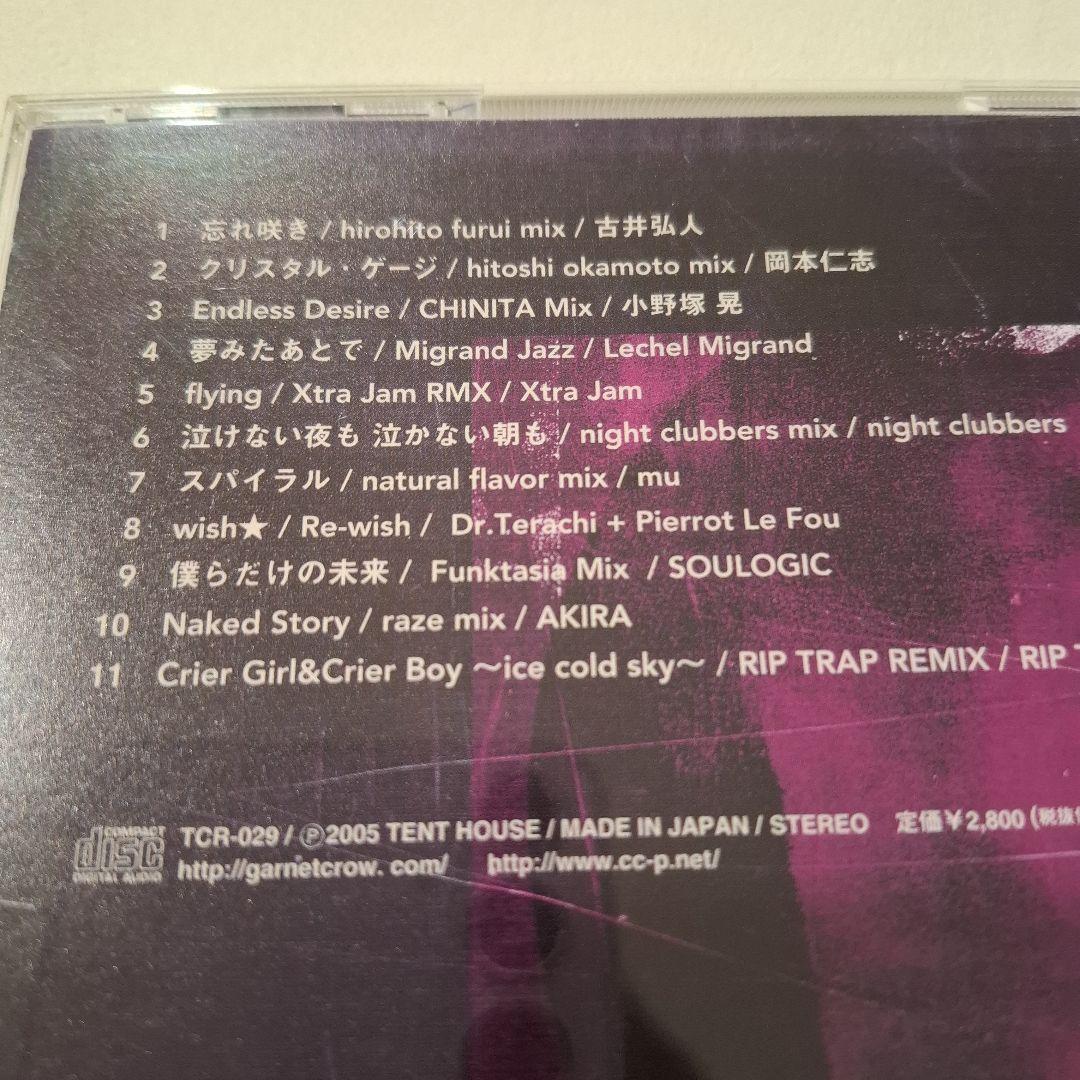 1 忘れ咲き / hirohito furui mix / 古井弘人
2 クリスタル・ゲージ / hitoshi okamoto mix / 岡本仁志
3 Endless Desire / CHINITA Mix / 小野塚 晃
4 夢みたあとで / Migrand Jazz / Lechel Migrand
5 flying / Xtra Jam RMX / Xtra Jam
6 泣けない夜も 泣かない朝も / night clubbers mix / night clubbers
7 スパイラル / natural flavor mix / mu
8 wish★ / Re-wish / Dr.Terachi + Pierrot Le Fou
9 僕らだけの未来 / Funktasia Mix / SOULOGIC
10 Naked Story / raze mix / AKIRA
11 Crier Girl&Crier Boy ～ice cold sky～ / RIP TRAP REMIX / RIP
COMPACT disc DIGITAL AUDIO
TCR-029 / Ⓟ2005 TENT HOUSE / MADE IN JAPAN / STEREO 定価¥2,800 (税抜
http://garnetcrow. com/ http://www.cc-p.net/